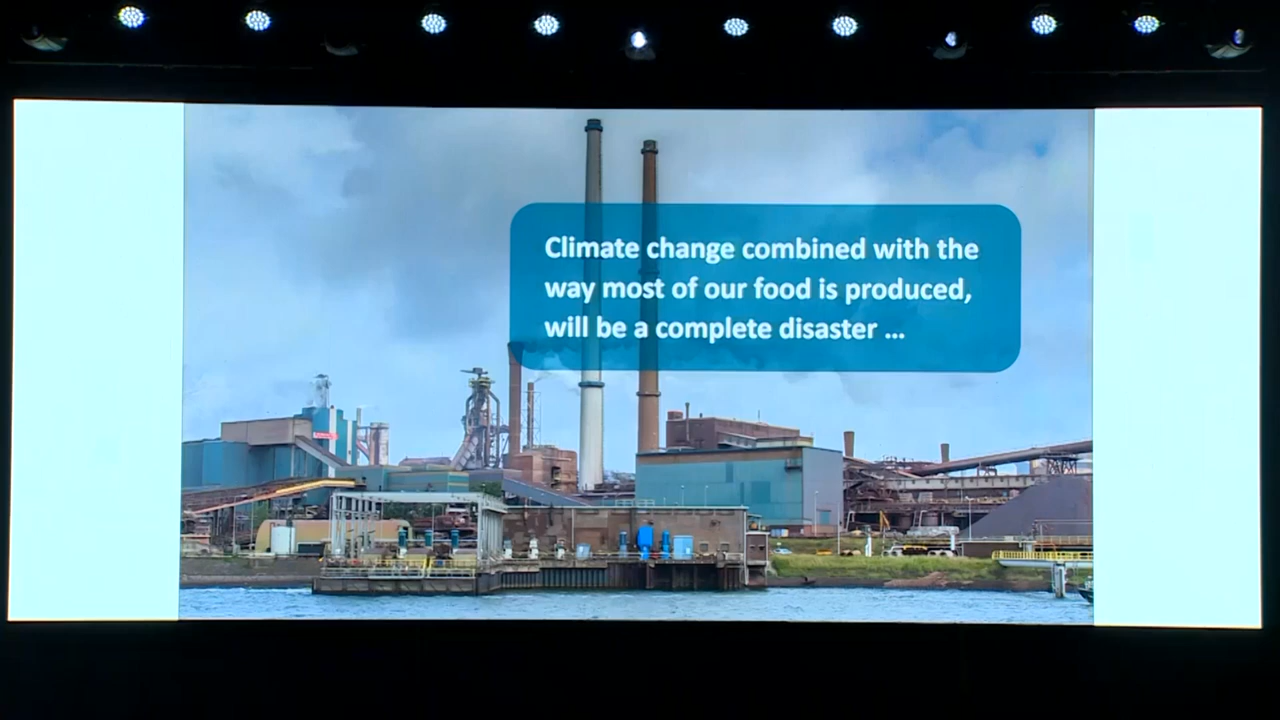 Climate change combined with the
way most of our food is produced,
will be a complete disaster ...